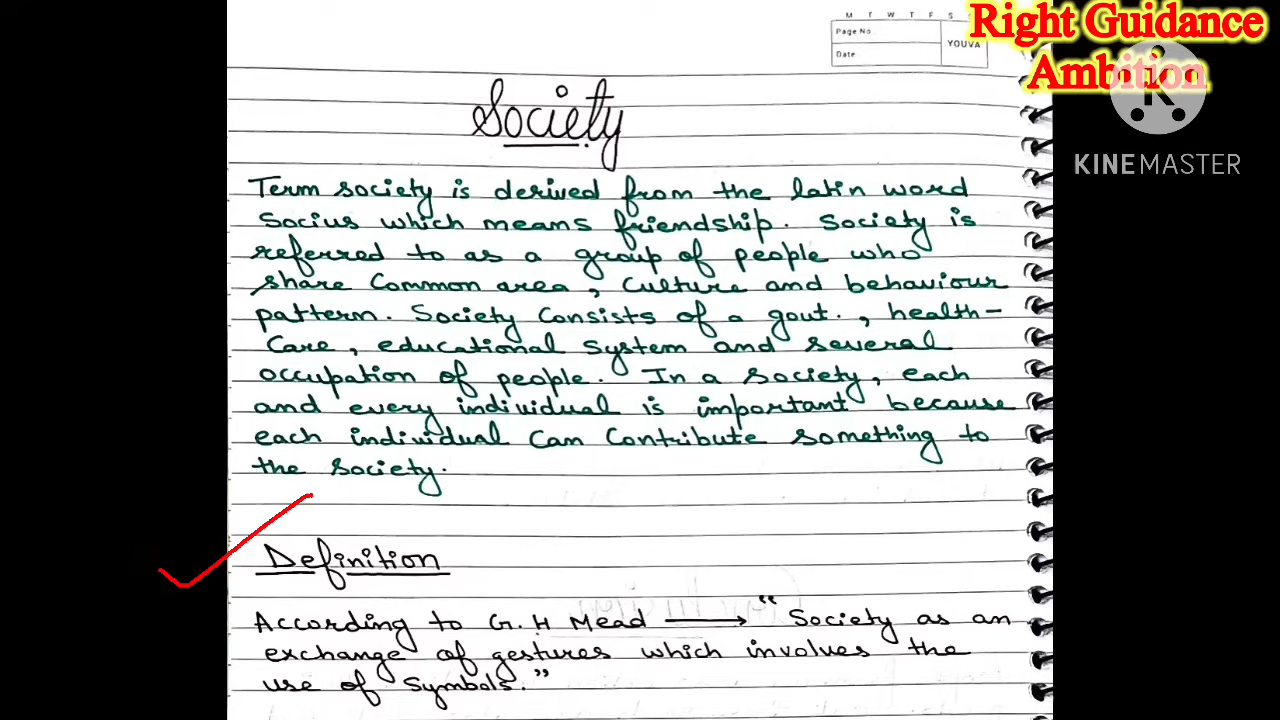 M T W T F S
Right Guidance
Page No
YOUVA
Date
Ambition
KINEMASTER
Society
Term society is derived from the latin word
Socius which means friendship. Society is
referred to as a group of people who
share Common area, Culture and behaviour
pattern. Society Consists of a govt., health-
Care, educational system and several
occupation of people. In a society, each
and every individual is important because
each individual Can Contribute something to
the society.
Definition
According to G.H Mead → "Society as an
exchange of gestures which involves the
use of Symbols."